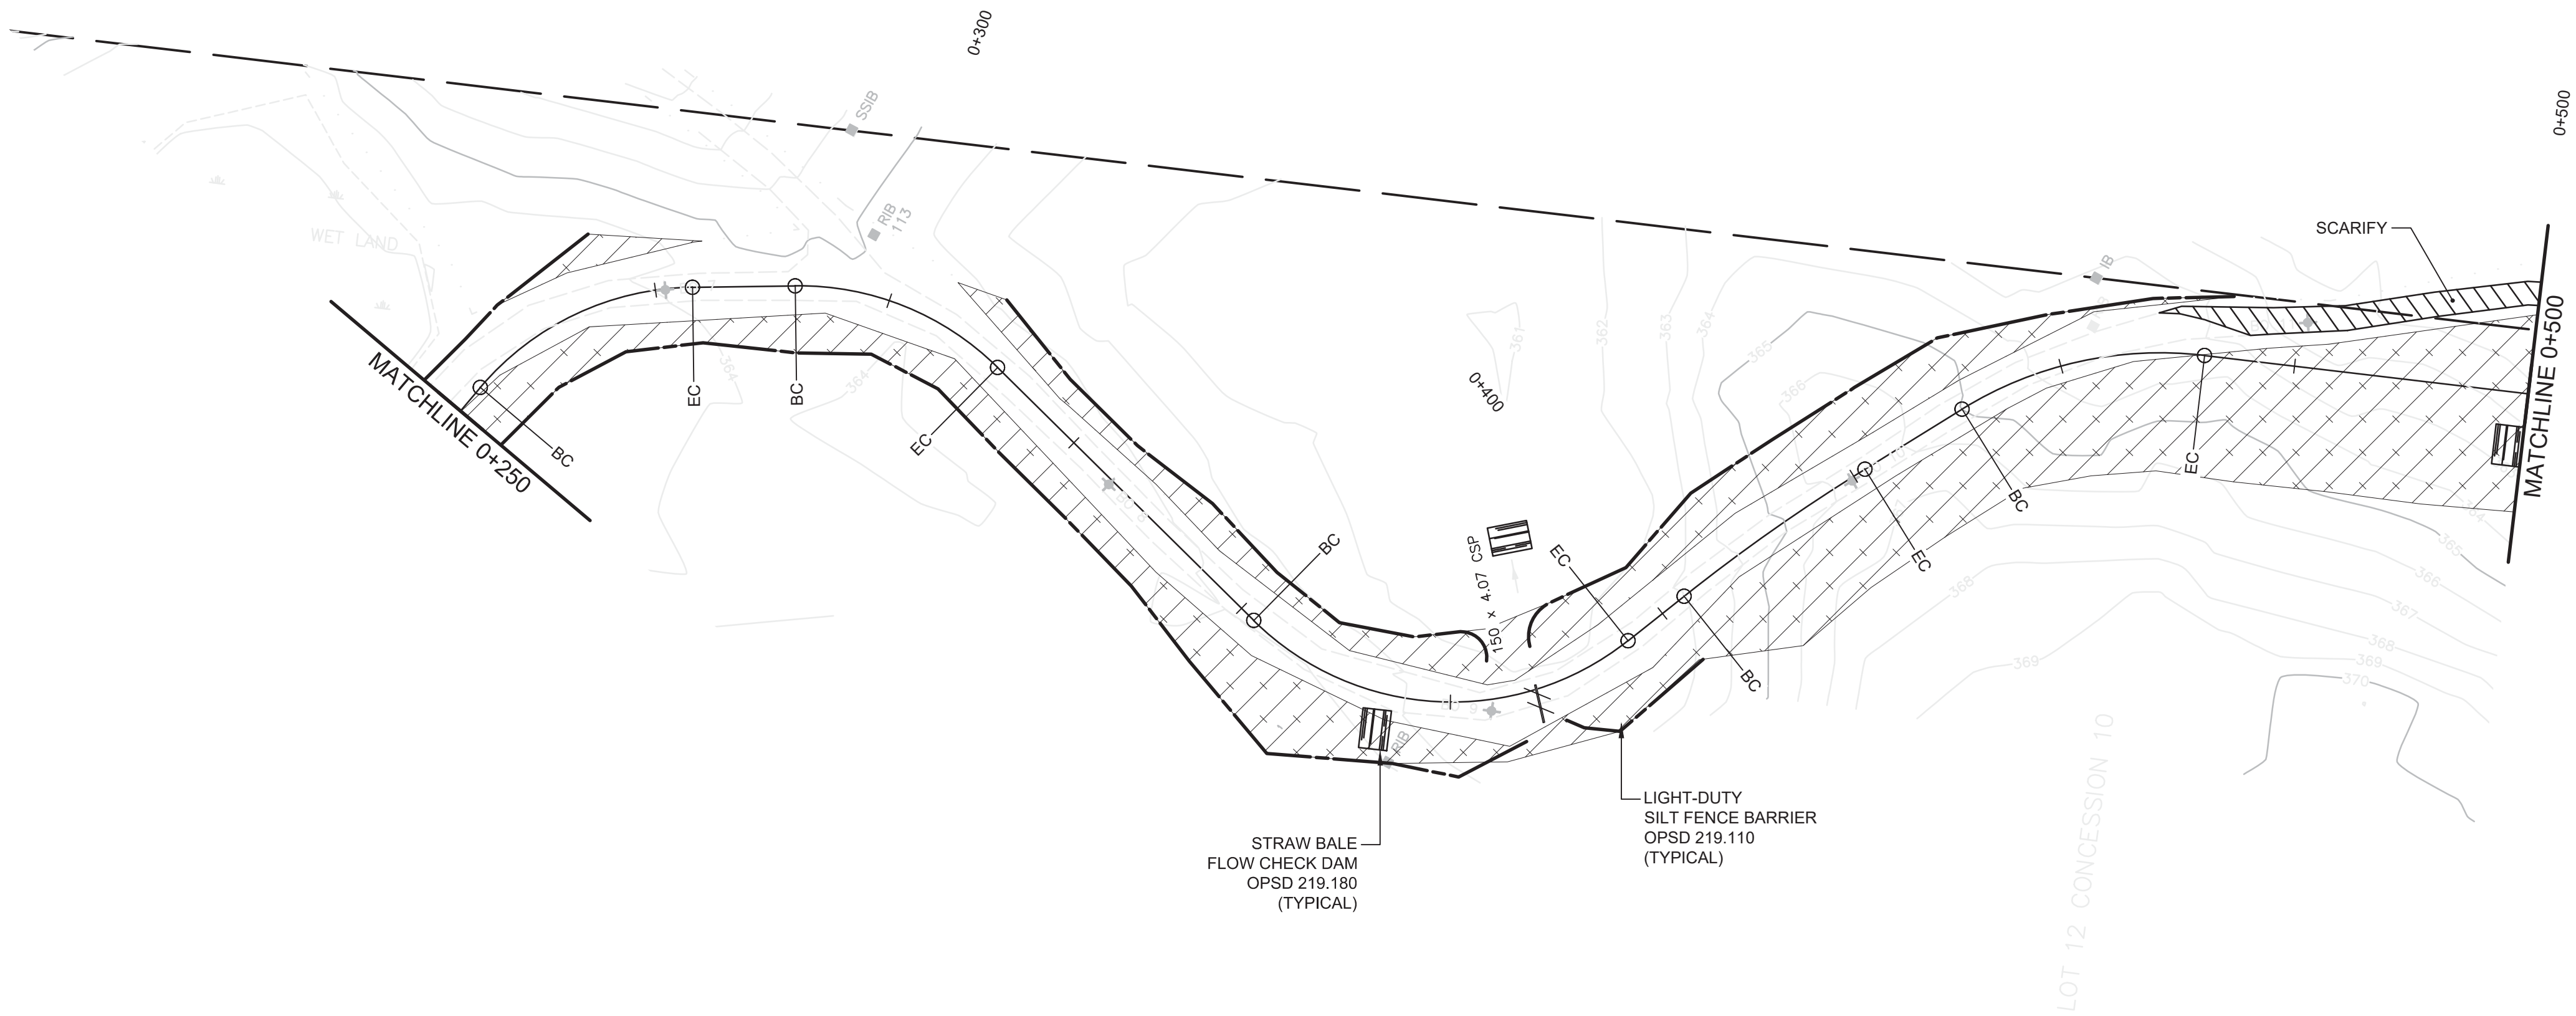 0+300
0+500
SSIB
RIB
113
WET LAND
SCARIFY
IB
MATCHLINE 0+250
MATCHLINE 0+500
BC
EC
BC
EC
BC
EC
BC
EC
BC
EC
0+400
150 x 4.07 CSP
364
364
361
362
363
364
365
366
368
369
364
365
366
367
368
369
370
RIB
STRAW BALE
FLOW CHECK DAM
OPSD 219.180
(TYPICAL)
LIGHT-DUTY
SILT FENCE BARRIER
OPSD 219.110
(TYPICAL)
LOT 12 CONCESSION 10